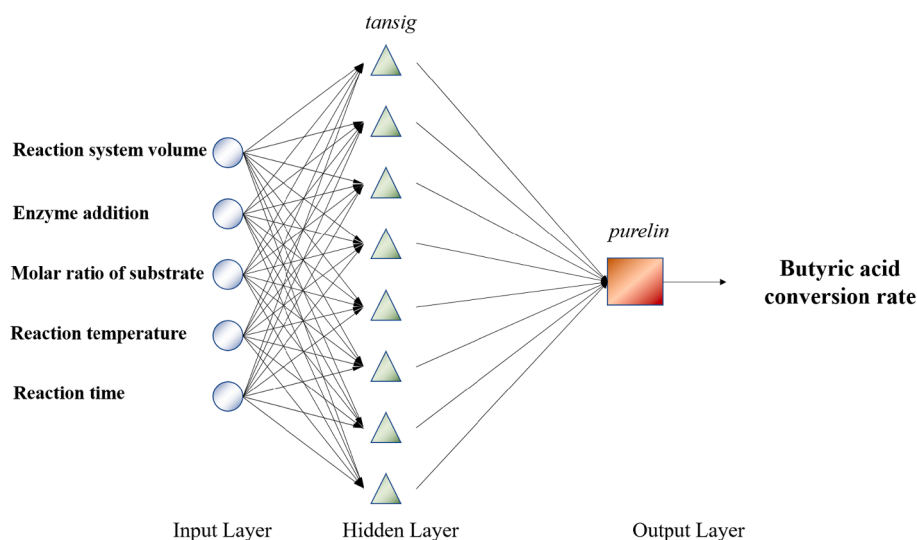 tansig
Reaction system volume
Enzyme addition
Molar ratio of substrate
Reaction temperature
Reaction time
purelin
Butyric acid
conversion rate
Input Layer
Hidden Layer
Output Layer